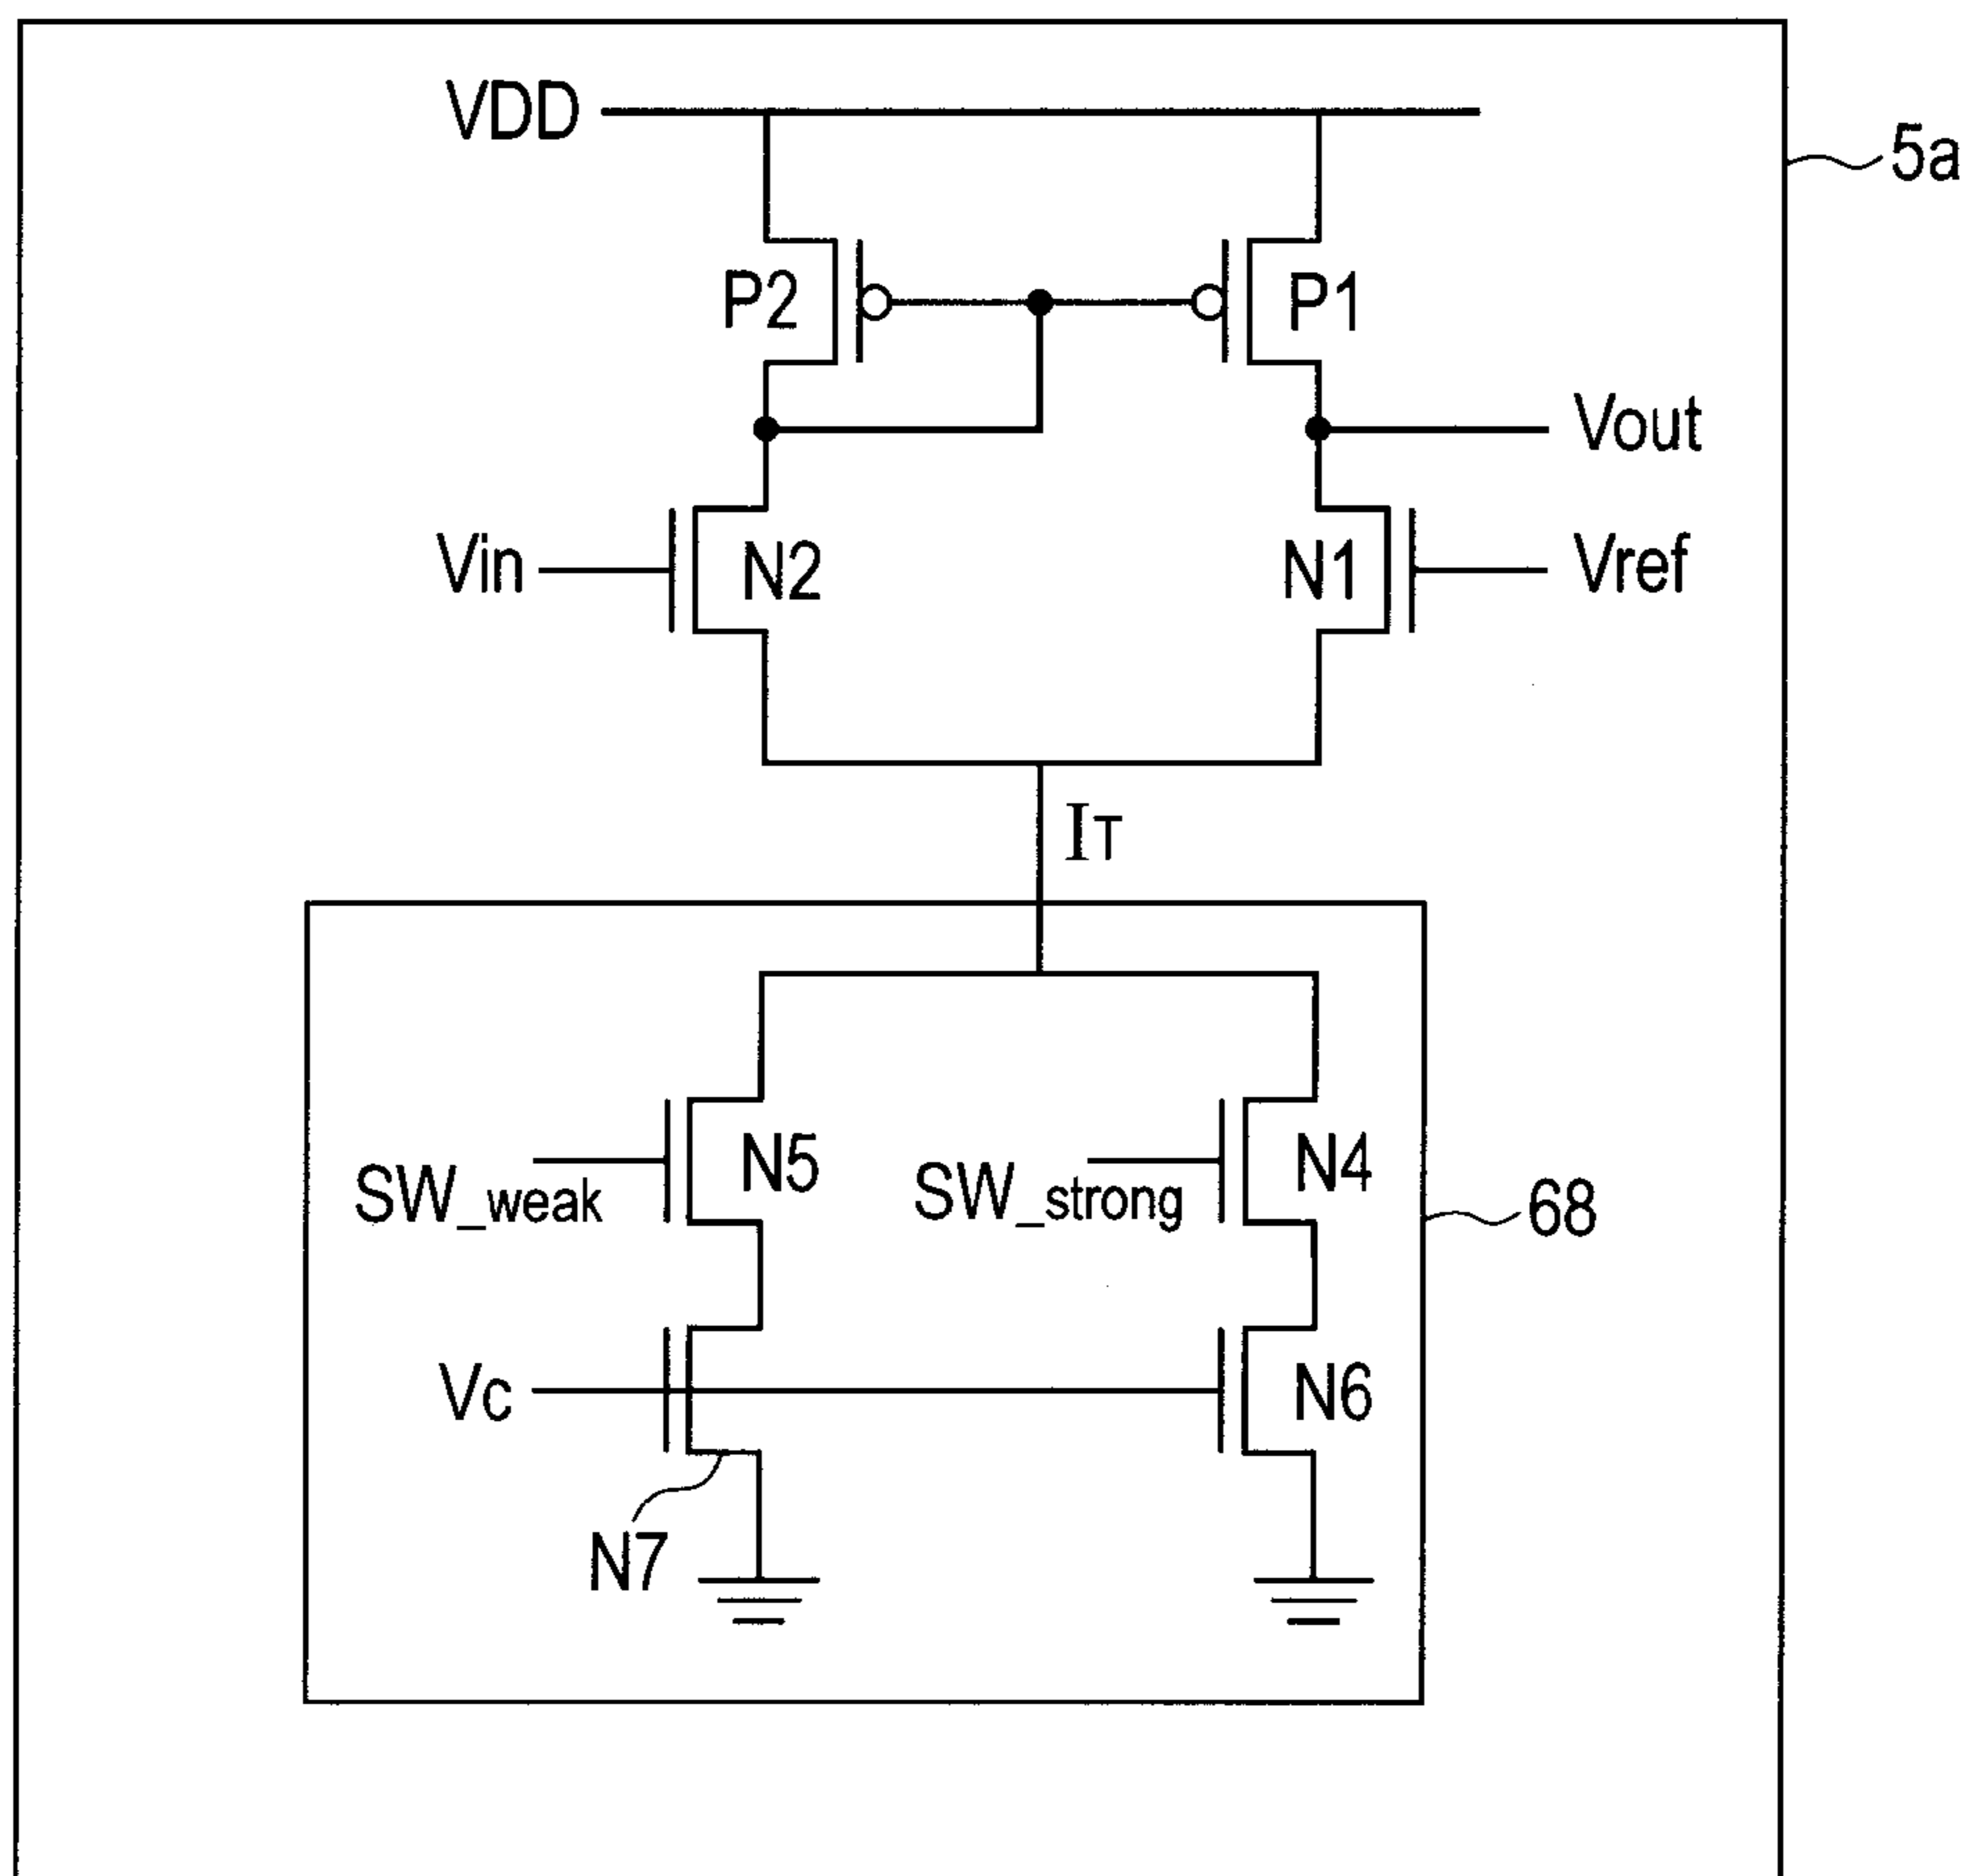 VDD
5a
P2
P1
Vout
Vin
N2
N1
Vref
IT
N5
N4
SW_weak
SW_strong
68
Vc
N6
N7